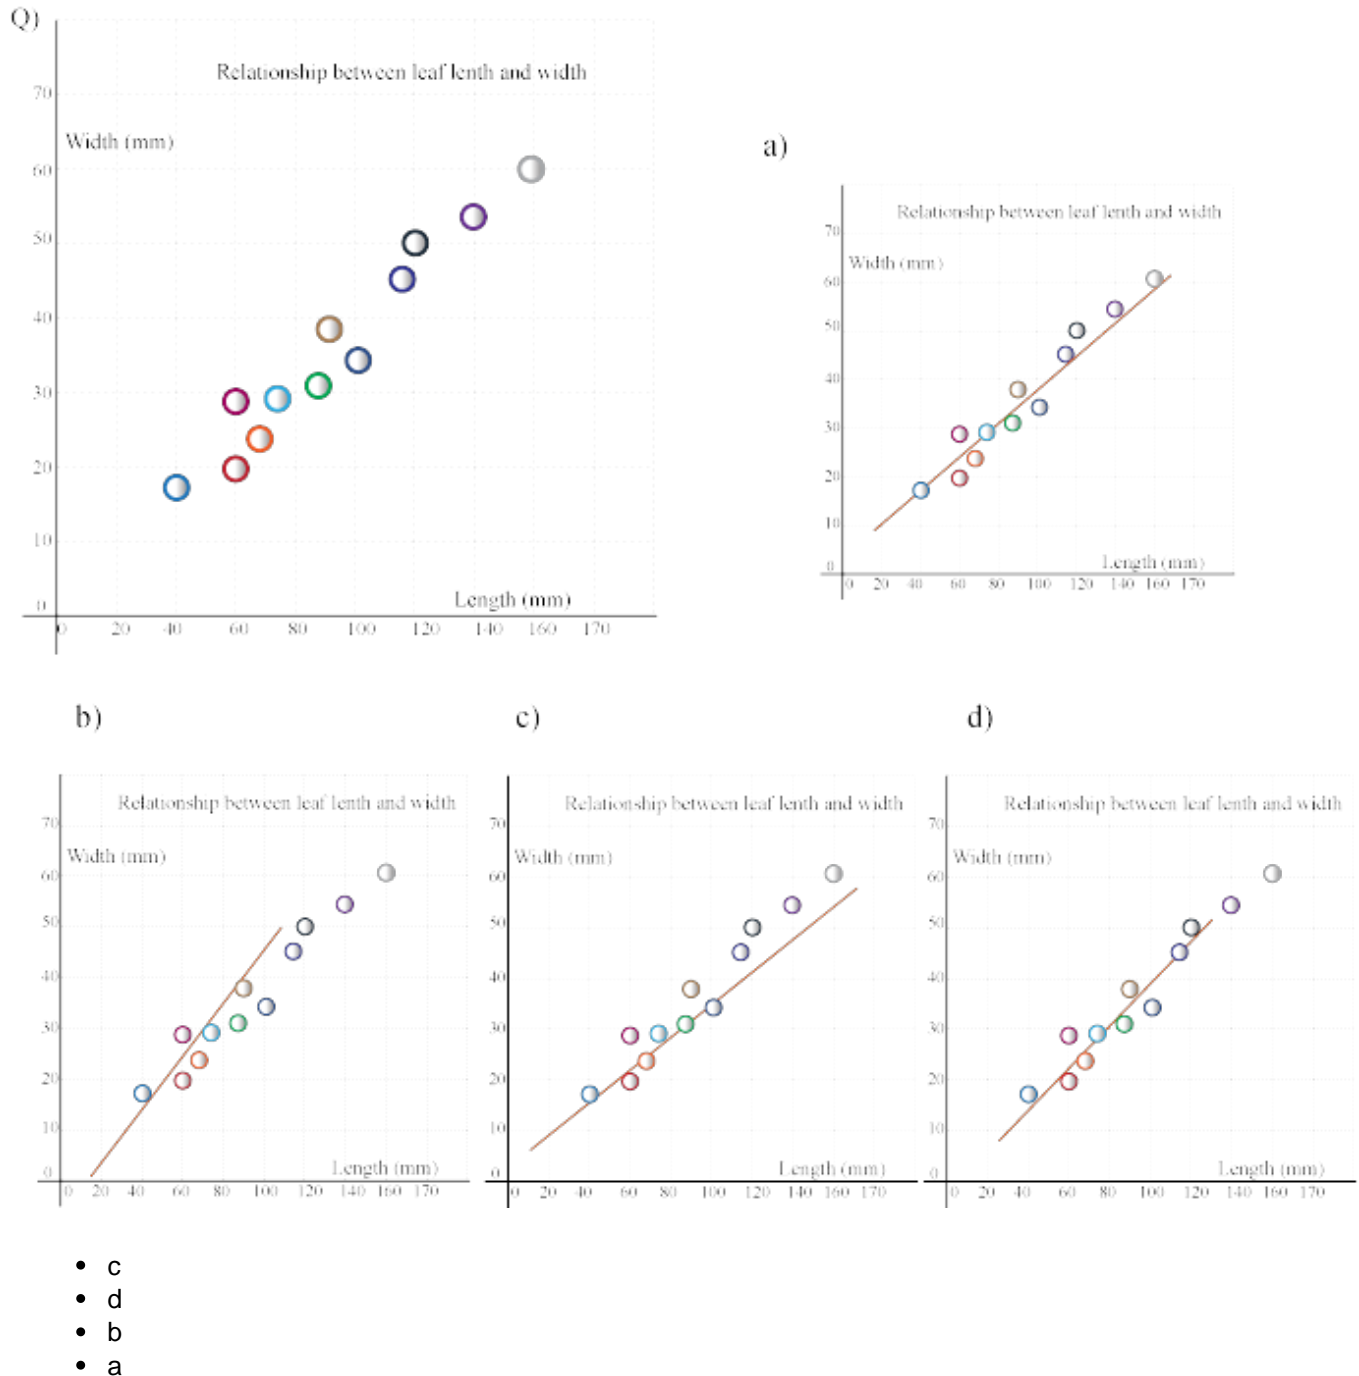 Q)
Relationship between leaf lenth and width
70
Width (mm)
60
50
40
30
20
10
0
Length (mm)
0 20 40 60 80 100 120 140 160 170
a)
Relationship between leaf lenth and width
70
Width (mm)
60
50
40
30
20
10
0
Length (mm)
0 20 40 60 80 100 120 140 160 170
b)
Relationship between leaf lenth and width
70
Width (mm)
60
50
40
30
20
10
0
Length (mm)
0 20 40 60 80 100 120 140 170
c)
Relationship between leaf lenth and width
70
Width (mm)
60
50
40
30
20
10
0
Length (mm)
0 20 40 60 80 100 120 140 160 170
d)
Relationship between leaf lenth and width
70
Width (mm)
60
50
40
30
20
10
0
Length (mm)
0 20 40 60 80 100 120 140 160 170
• c
• d
• b
• a